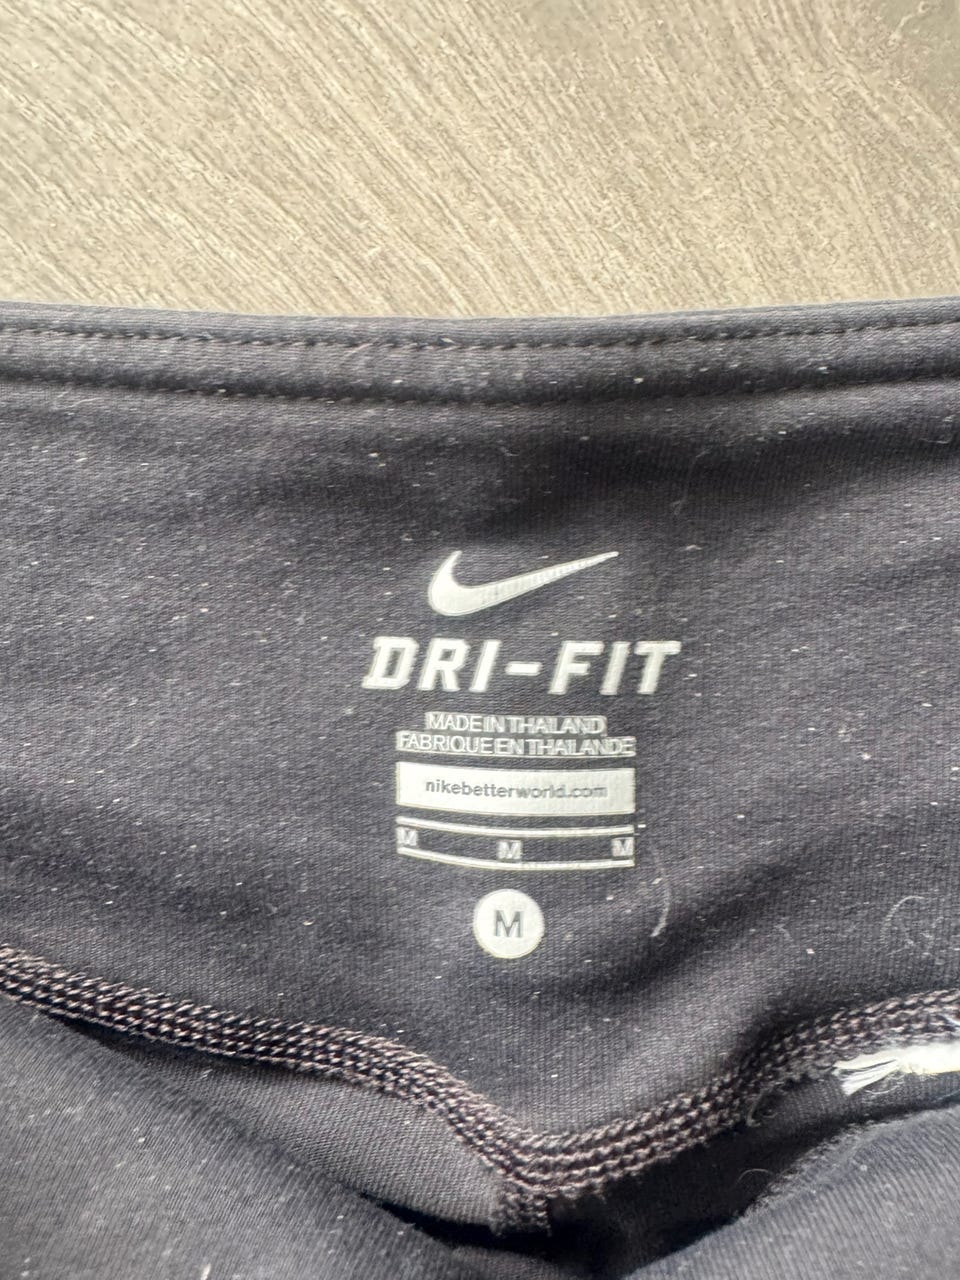 DRI-FIT
MADE IN THAILAND
FABRIQUE EN THAILANDE
nikebetterworld.com
M M M
M